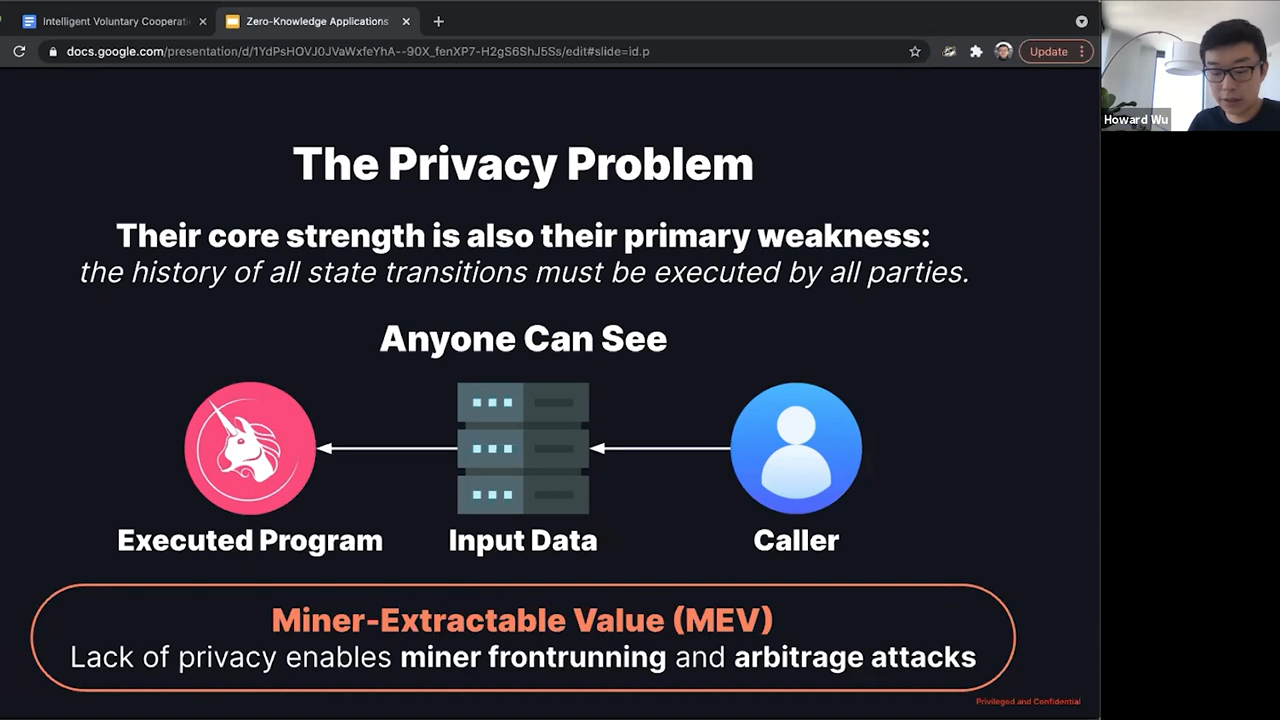 Intelligent Voluntary Cooperati
Zero-Knowledge Applications
docs.google.com/presentation/d/1YdPsHOVJ0JVaWxfeYhA--90X_fenXP7-H2gS6ShJ5Ss/edit#slide=id.p
Update
Howard Wu
The Privacy Problem
Their core strength is also their primary weakness:
the history of all state transitions must be executed by all parties.
Anyone Can See
Executed Program
Input Data
Caller
Miner-Extractable Value (MEV)
Lack of privacy enables miner frontrunning and arbitrage attacks
Privileged and Confidential